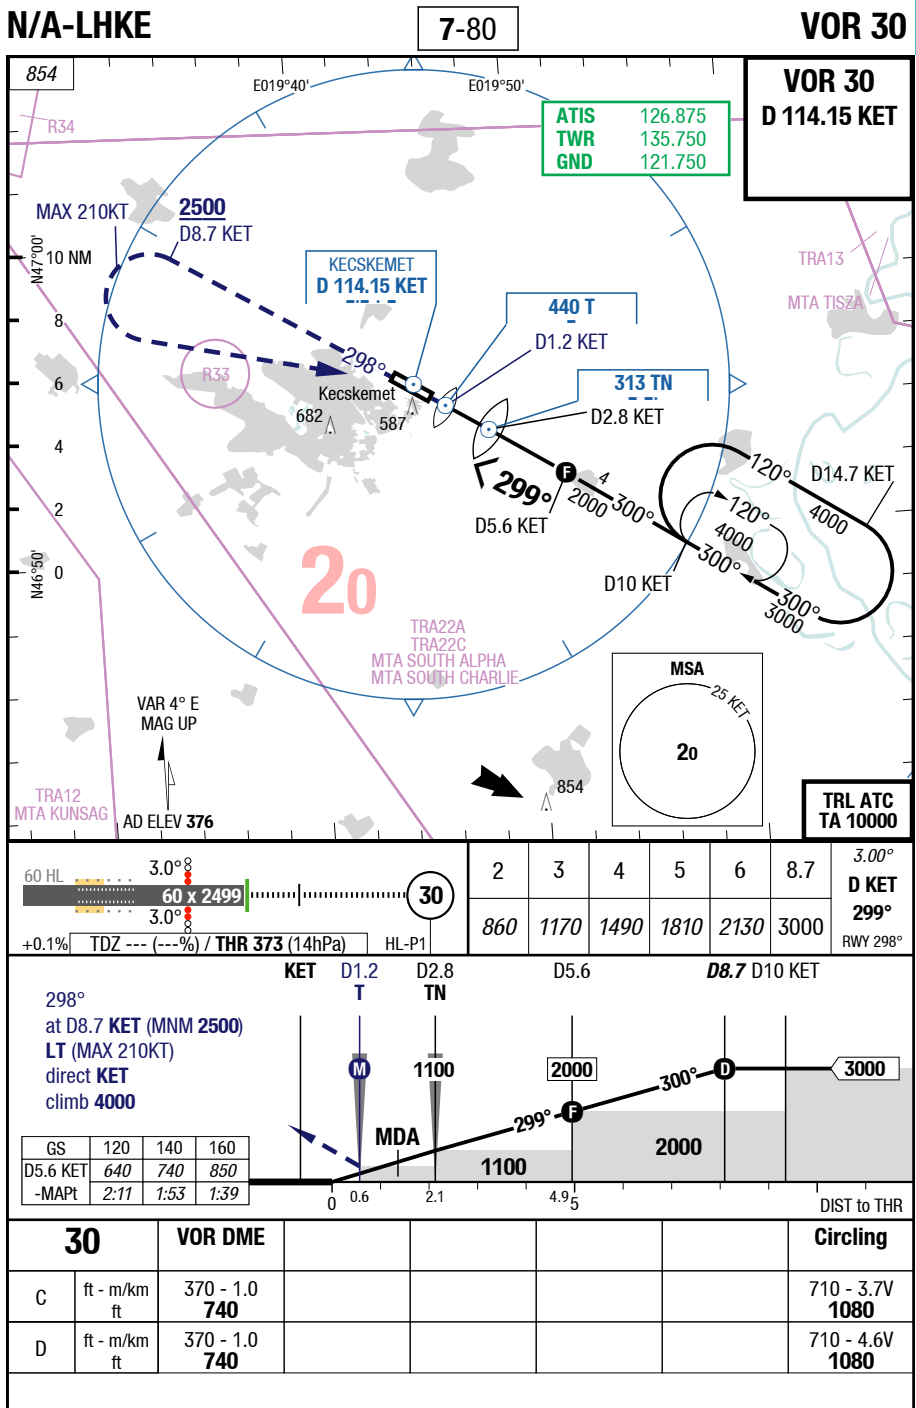 N/A-LHKE
7-80
VOR 30
854
E019°40'
E019°50'
VOR 30
D 114.15 KET
ATIS 126.875
TWR 135.750
GND 121.750
R34
MAX 210KT
2500
D8.7 KET
N47°00'
10 NM
KECSKEMET
D 114.15 KET
TRA13
MTA TISZA
440 T
D1.2 KET
8
298°
R33
313 TN
D2.8 KET
6
Kecskemet
682
587
4
299°
F
4
2000
300°
D5.6 KET
120°
D14.7 KET
4000
120°
4000
300°
D10 KET
300°
3000
2
N46°50'
0
20
TRA22A
TRA22C
MTA SOUTH ALPHA
MTA SOUTH CHARLIE
MSA
25 KET
20
VAR 4° E
MAG UP
TRA12
MTA KUNSAG
AD ELEV 376
854
TRL ATC
TA 10000
60 HL
3.0°
60 x 2499
3.0°
30
+0.1%
TDZ --- (---%) / THR 373 (14hPa)
HL-P1
2 3 4 5 6 8.7
860 1170 1490 1810 2130 3000
3.00°
D KET
299°
RWY 298°
KET D1.2 D2.8 D5.6 D8.7 D10 KET
T TN
298°
at D8.7 KET (MNM 2500)
LT (MAX 210KT)
direct KET
climb 4000
M
1100
2000
300°
D
3000
F
299°
MDA
1100
2000
GS 120 140 160
D5.6 KET 640 740 850
-MAPt 2:11 1:53 1:39
0 0.6 2.1 4.9 5
DIST to THR
30 VOR DME Circling
C ft - m/km 370 - 1.0 710 - 3.7V
ft 740 1080
D ft - m/km 370 - 1.0 710 - 4.6V
ft 740 1080